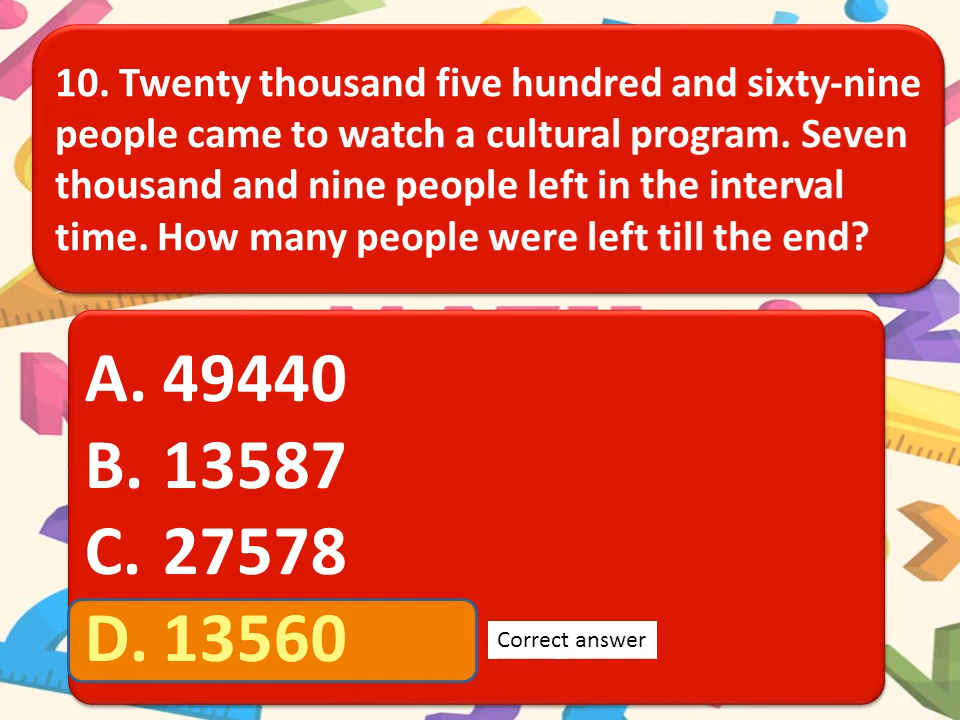 10. Twenty thousand five hundred and sixty-nine
people came to watch a cultural program. Seven
thousand and nine people left in the interval
time. How many people were left till the end?
A. 49440
B. 13587
C. 27578
D. 13560
Correct answer